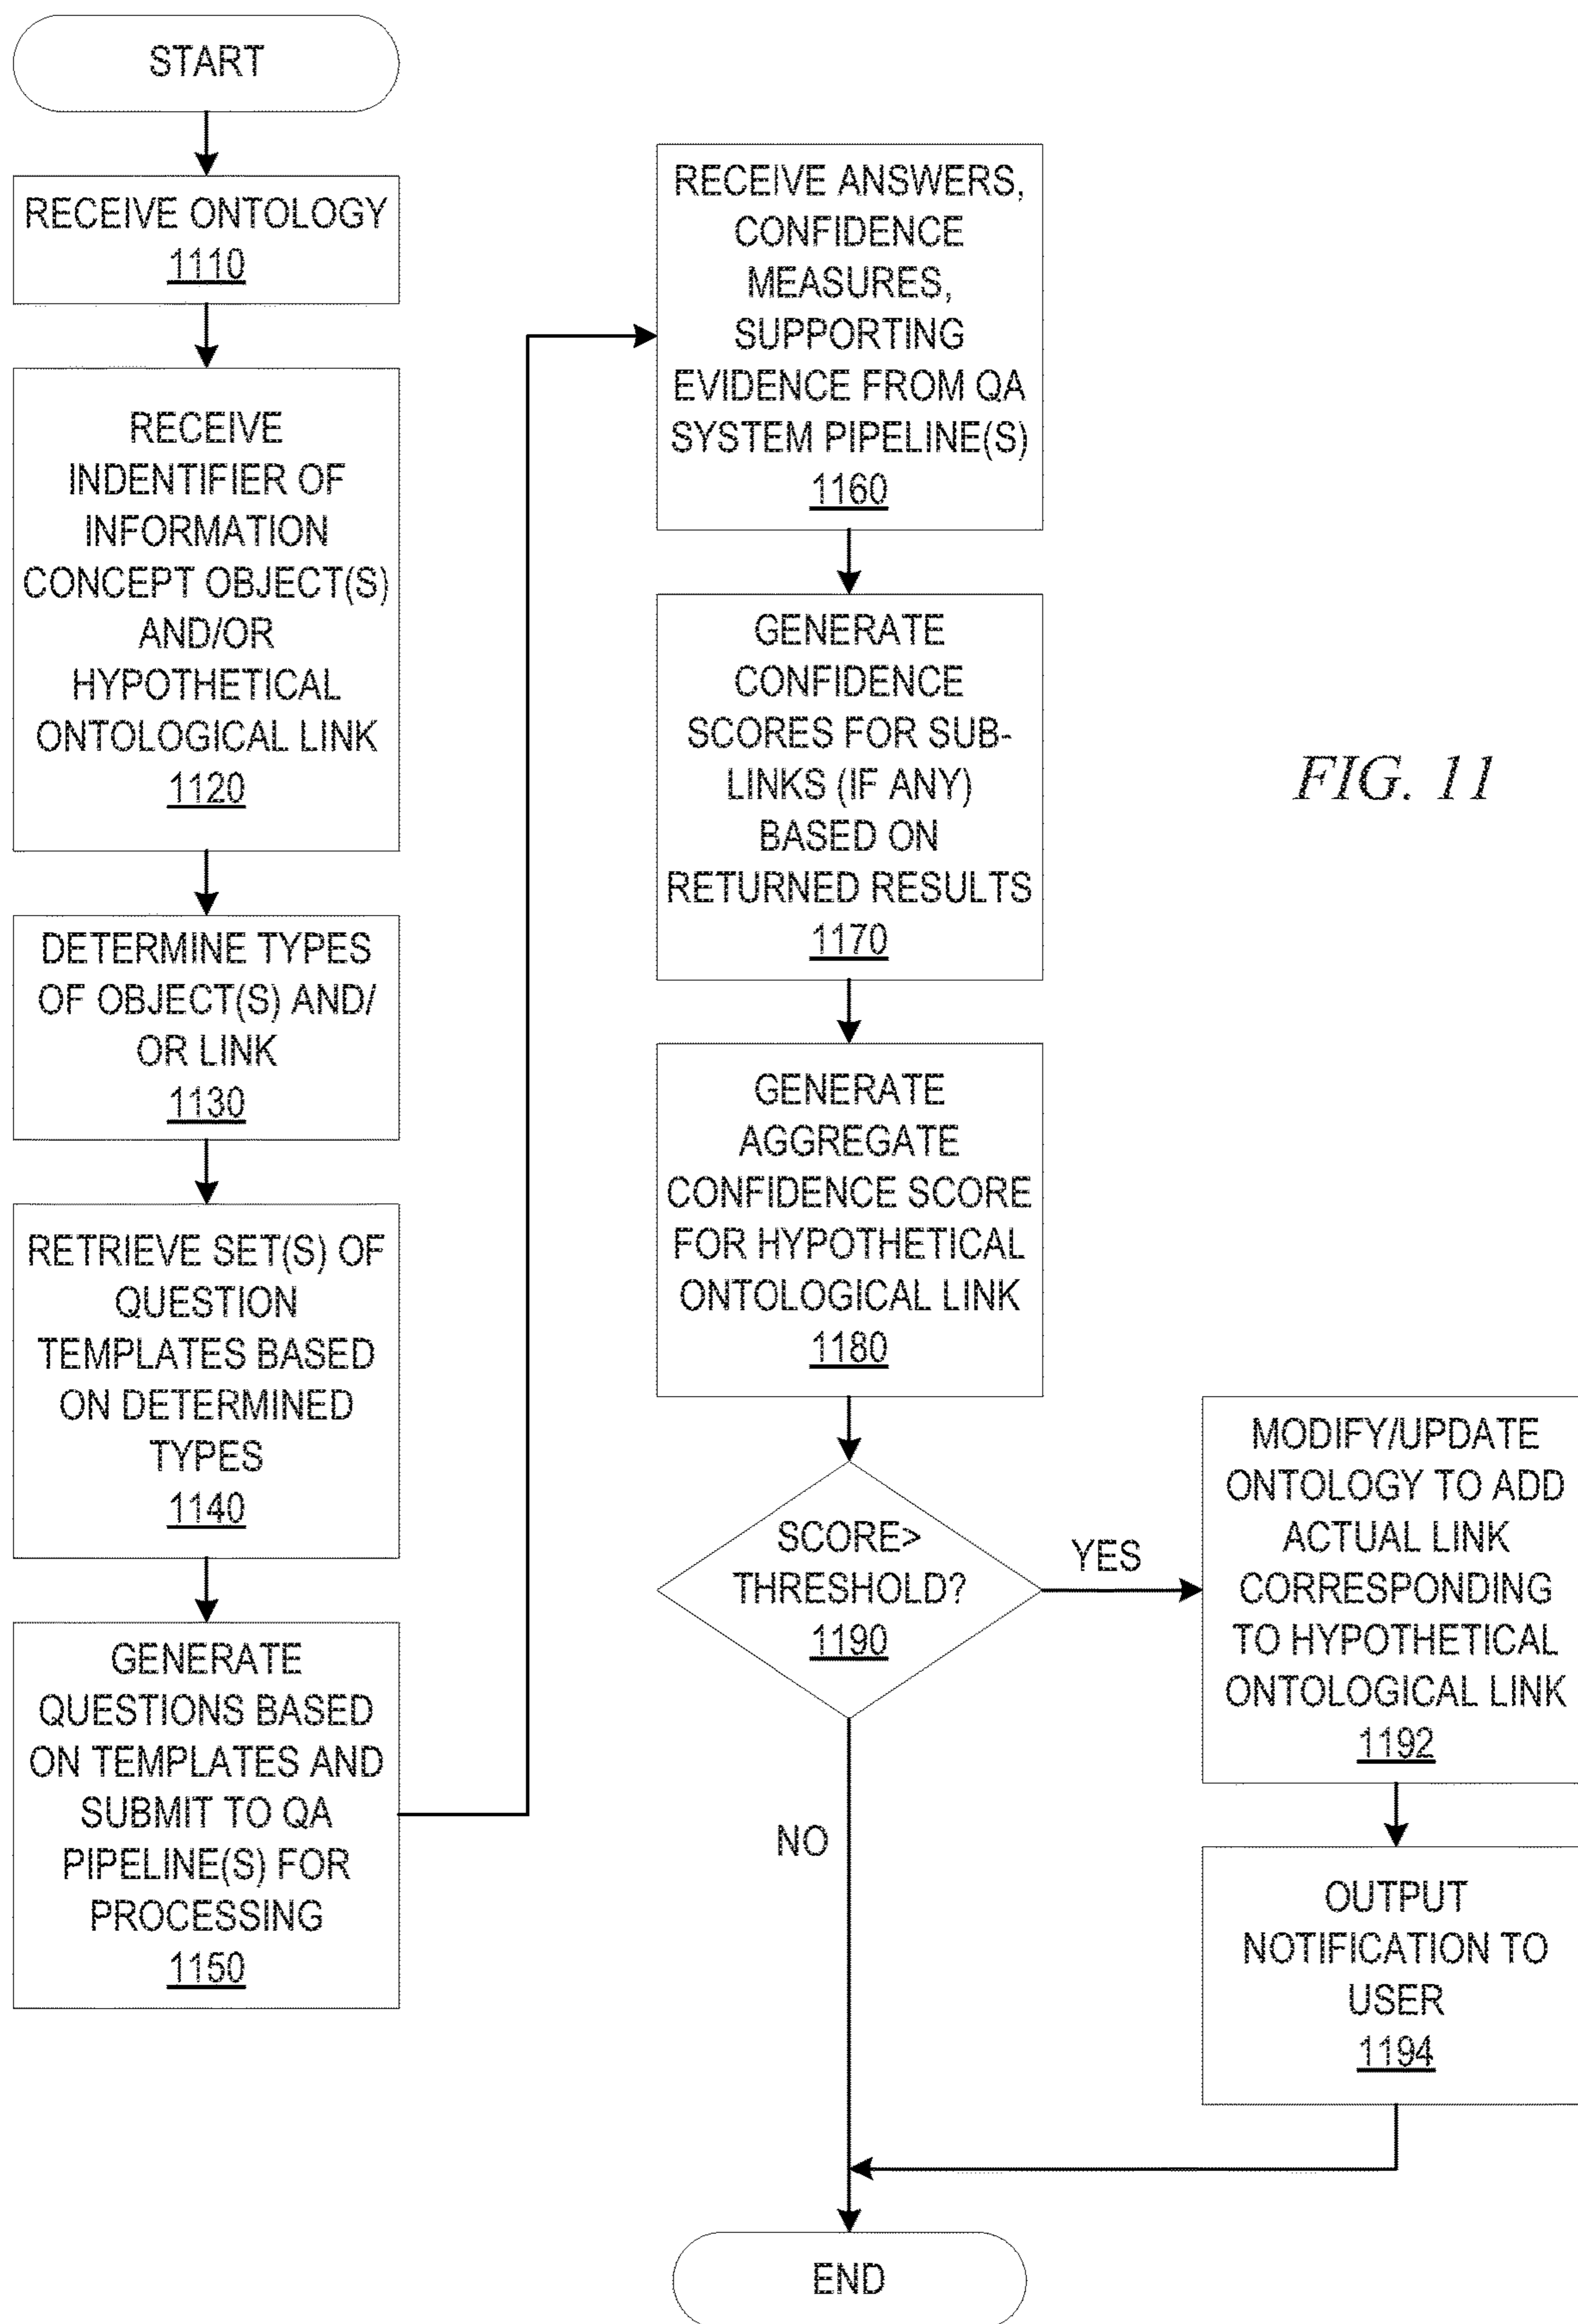 START
RECEIVE ONTOLOGY
1110
RECEIVE
INDENTIFIER OF
INFORMATION
CONCEPT OBJECT(S)
AND/OR
HYPOTHETICAL
ONTOLOGICAL LINK
1120
DETERMINE TYPES
OF OBJECT(S) AND/
OR LINK
1130
RETRIEVE SET(S) OF
QUESTION
TEMPLATES BASED
ON DETERMINED
TYPES
1140
GENERATE
QUESTIONS BASED
ON TEMPLATES AND
SUBMIT TO QA
PIPELINE(S) FOR
PROCESSING
1150
RECEIVE ANSWERS,
CONFIDENCE
MEASURES,
SUPPORTING
EVIDENCE FROM QA
SYSTEM PIPELINE(S)
1160
GENERATE
CONFIDENCE
SCORES FOR SUB-
LINKS (IF ANY)
BASED ON
RETURNED RESULTS
1170
GENERATE
AGGREGATE
CONFIDENCE SCORE
FOR HYPOTHETICAL
ONTOLOGICAL LINK
1180
SCORE>
THRESHOLD?
1190
YES
NO
MODIFY/UPDATE
ONTOLOGY TO ADD
ACTUAL LINK
CORRESPONDING
TO HYPOTHETICAL
ONTOLOGICAL LINK
1192
OUTPUT
NOTIFICATION TO
USER
1194
END
FIG. 11